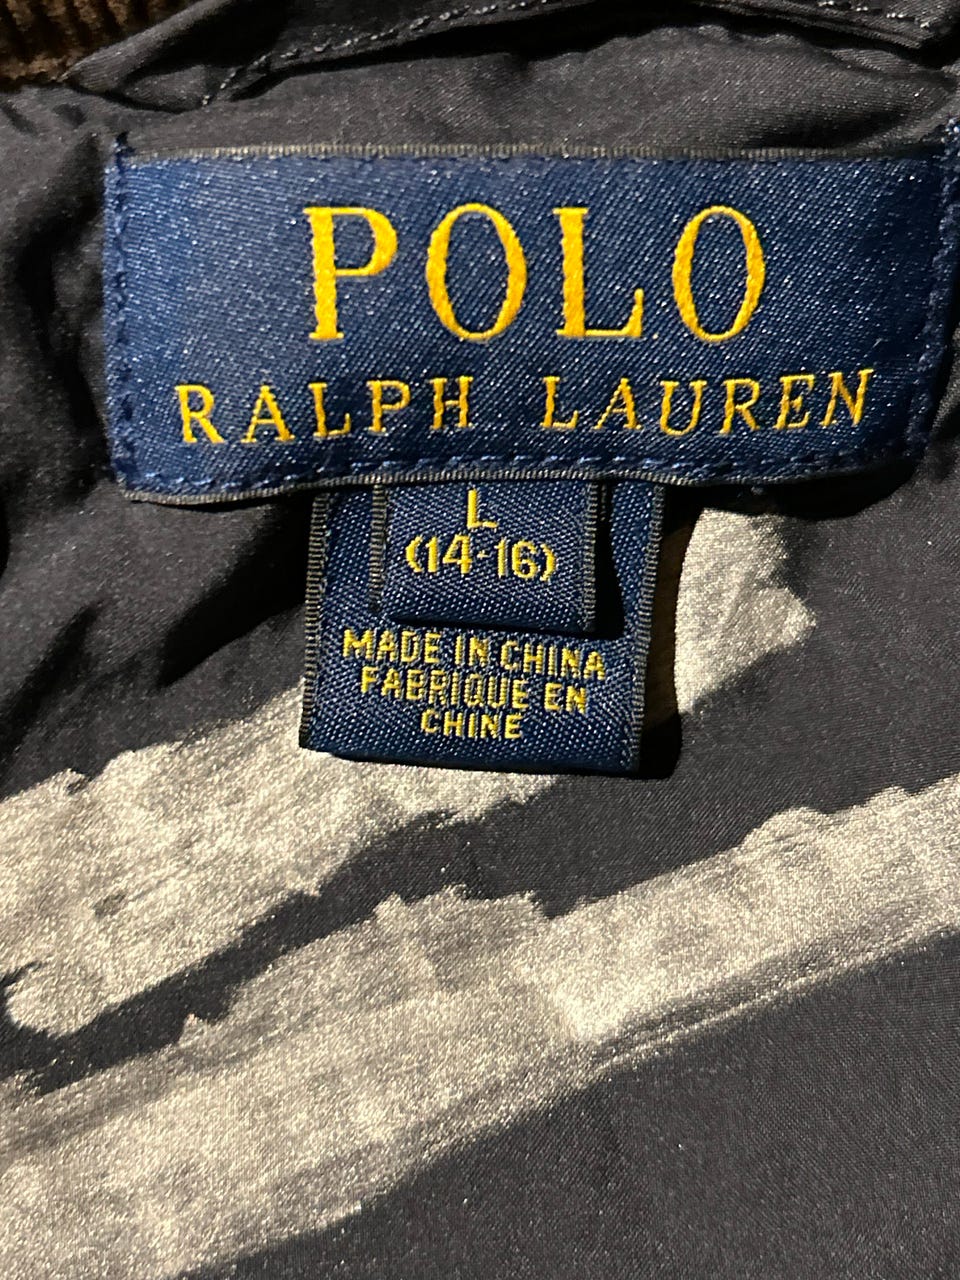 POLO
RALPH LAUREN
L
(14-16)
MADE IN CHINA
FABRIQUE EN
CHINE